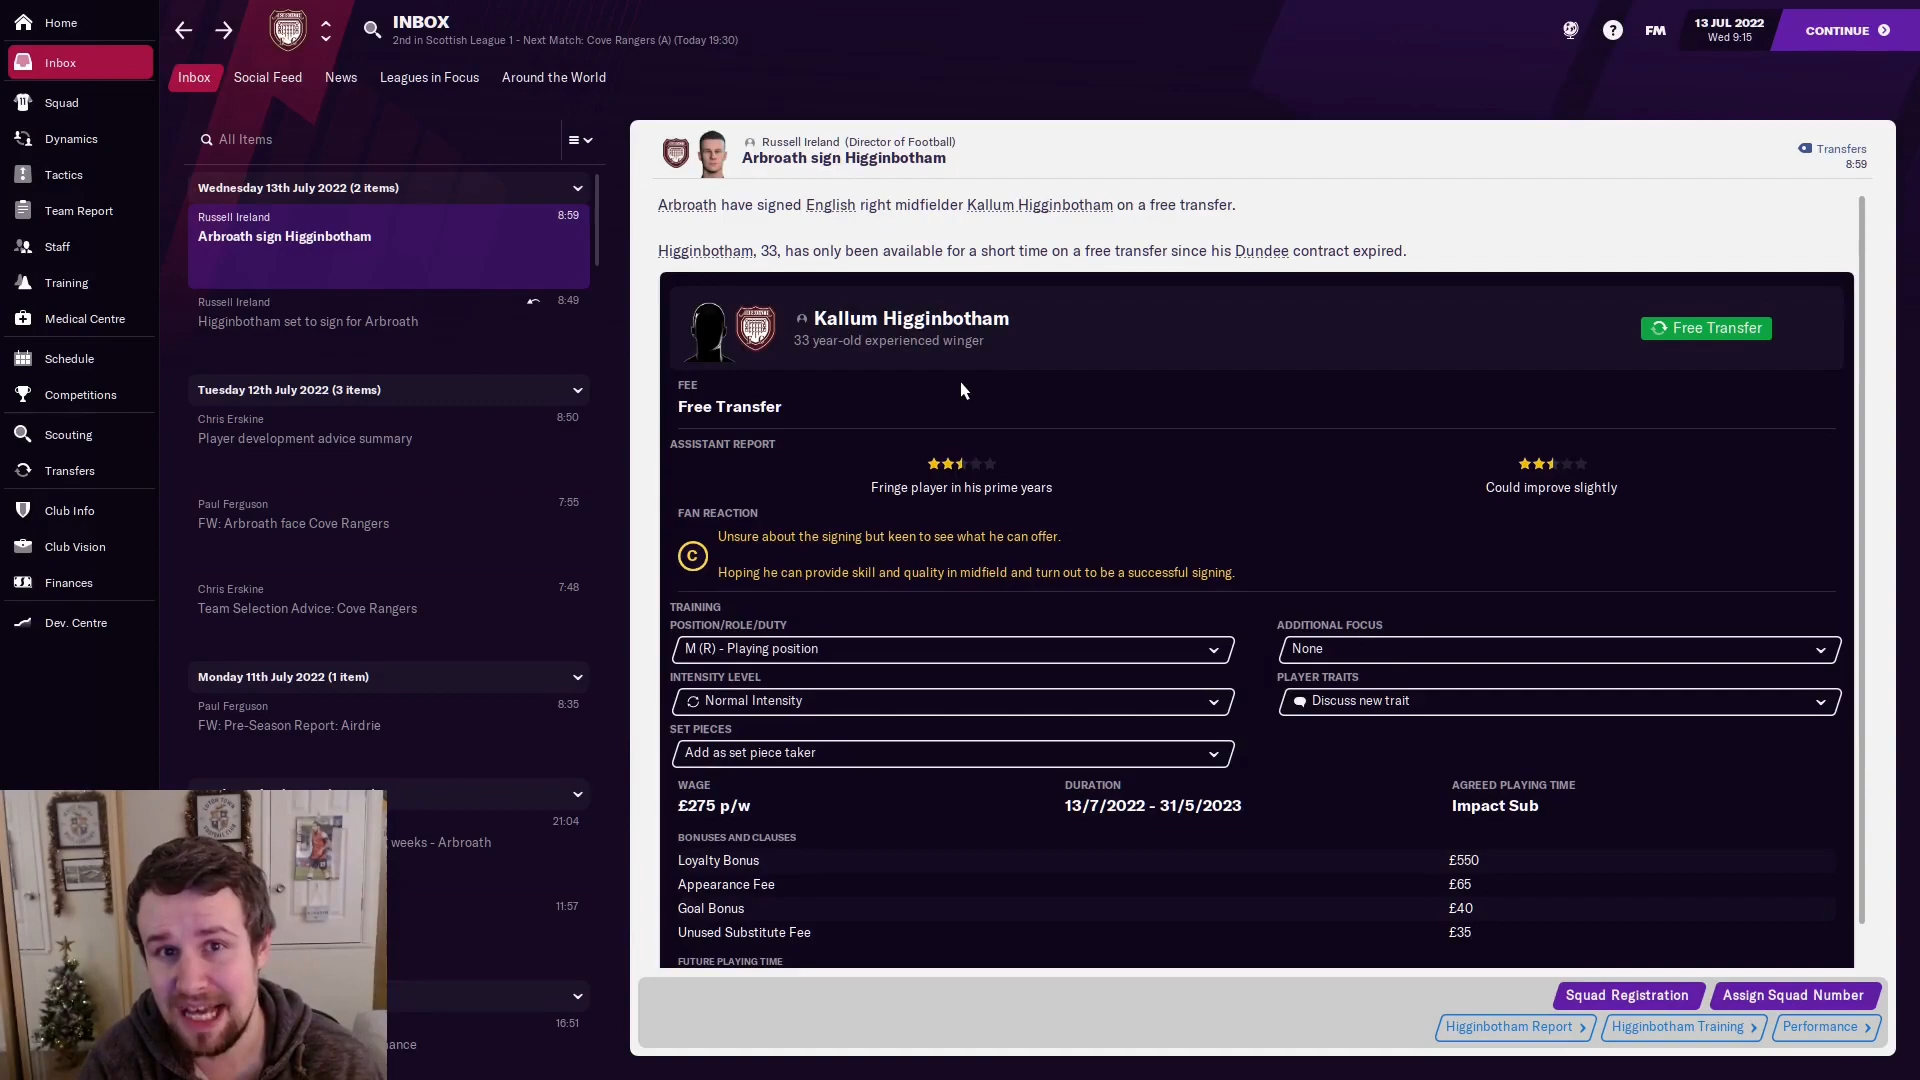 Home
INBOX
2nd in Scottish League 1 - Next Match: Cove Rangers (A) (Today 19:30)
FM
13 JUL 2022
Wed 9:15
CONTINUE
Inbox
Inbox
Social Feed
News
Leagues in Focus
Around the World
Squad
Dynamics
Tactics
Team Report
Staff
Training
Medical Centre
Schedule
Competitions
Scouting
Transfers
Club Info
Club Vision
Finances
Dev. Centre
All Items
Wednesday 13th July 2022 (2 items)
Russell Ireland 8:59
Arbroath sign Higginbotham
Russell Ireland 8:49
Higginbotham set to sign for Arbroath
Tuesday 12th July 2022 (3 items)
Chris Erskine 8:50
Player development advice summary
Paul Ferguson 7:55
FW: Arbroath face Cove Rangers
Chris Erskine 7:48
Team Selection Advice: Cove Rangers
Monday 11th July 2022 (1 item)
Paul Ferguson 8:35
FW: Pre-Season Report: Airdrie
21:04
weeks - Arbroath
11:57
16:51
Russell Ireland (Director of Football)
Arbroath sign Higginbotham
Transfers
8:59
Arbroath have signed English right midfielder Kallum Higginbotham on a free transfer.
Higginbotham, 33, has only been available for a short time on a free transfer since his Dundee contract expired.
Kallum Higginbotham
33 year-old experienced winger
Free Transfer
FEE
Free Transfer
ASSISTANT REPORT
Fringe player in his prime years
Could improve slightly
FAN REACTION
C
Unsure about the signing but keen to see what he can offer.
Hoping he can provide skill and quality in midfield and turn out to be a successful signing.
TRAINING
POSITION/ROLE/DUTY
M (R) - Playing position
ADDITIONAL FOCUS
None
INTENSITY LEVEL
Normal Intensity
PLAYER TRAITS
Discuss new trait
SET PIECES
Add as set piece taker
WAGE
£275 p/w
DURATION
13/7/2022 - 31/5/2023
AGREED PLAYING TIME
Impact Sub
BONUSES AND CLAUSES
Loyalty Bonus £550
Appearance Fee £65
Goal Bonus £40
Unused Substitute Fee £35
FUTURE PLAYING TIME
Squad Registration
Assign Squad Number
Higginbotham Report
Higginbotham Training
Performance